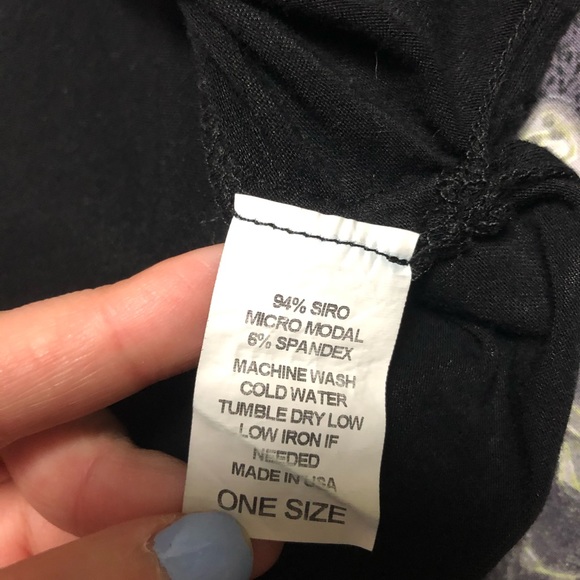 94% SIRO
MICRO MODAL
6% SPANDEX
MACHINE WASH
COLD WATER
TUMBLE DRY LOW
LOW IRON IF
NEEDED
MADE IN USA
ONE SIZE